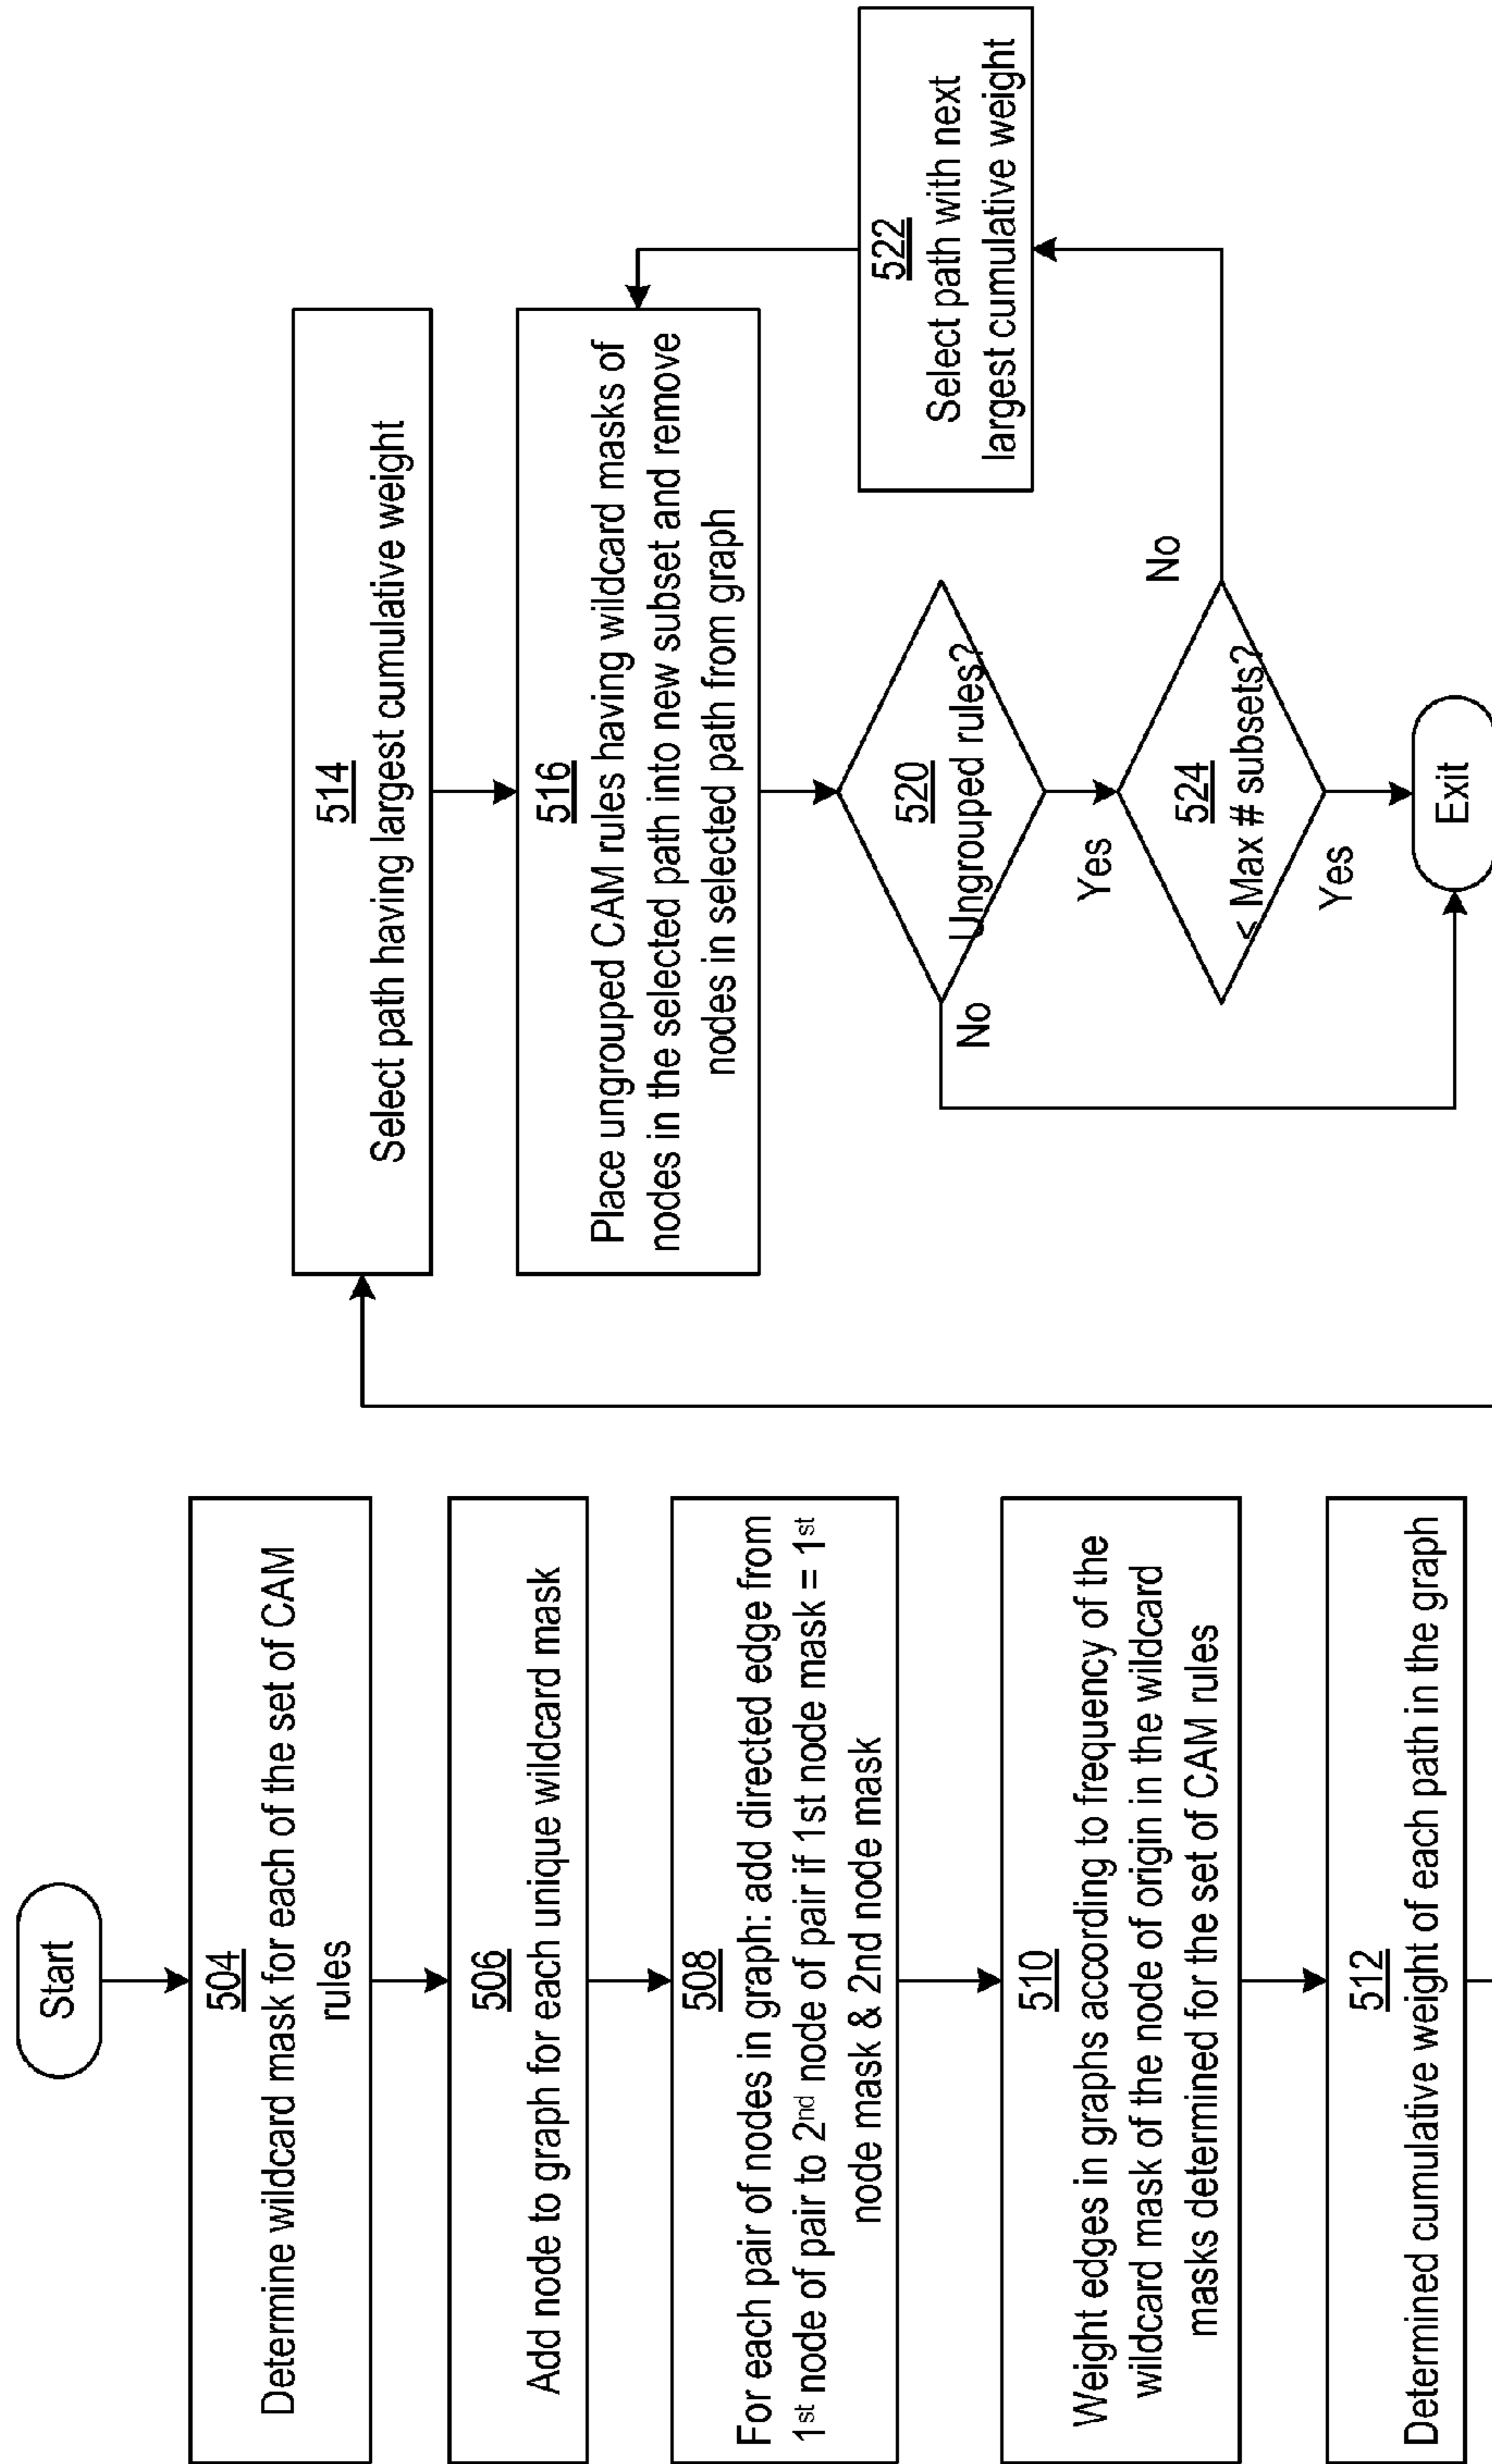 Start
504
Determine wildcard mask for each of the set of CAM
rules
506
Add node to graph for each unique wildcard mask
508
For each pair of nodes in graph: add directed edge from
1st node of pair to 2nd node of pair if 1st node mask = 1st
node mask & 2nd node mask
510
Weight edges in graphs according to frequency of the
wildcard mask of the node of origin in the wildcard
masks determined for the set of CAM rules
512
Determined cumulative weight of each path in the graph
514
Select path having largest cumulative weight
516
Place ungrouped CAM rules having wildcard masks of
nodes in the selected path into new subset and remove
nodes in selected path from graph
520
Ungrouped rules?
No
Yes
522
Select path with next
largest cumulative weight
524
< Max # subsets?
No
Yes
Exit